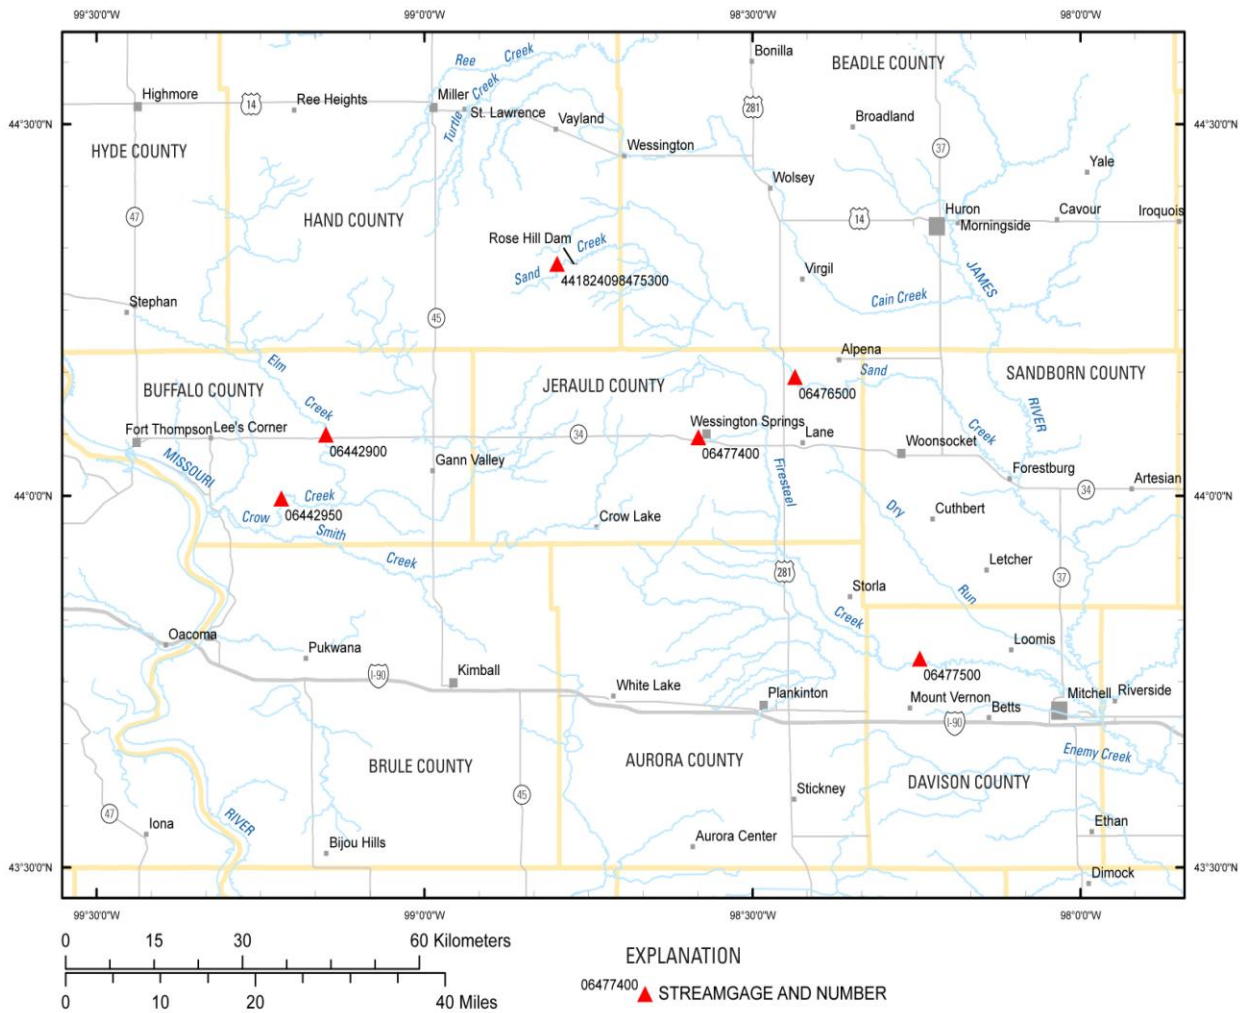 99°30'0"W
99°0'0"W
98°30'0"W
98°0'0"W
Ree Creek
Bonilla
BEADLE COUNTY
Highmore
14
Ree Heights
Miller
Turtle Creek
St. Lawrence
281
Broadland
44°30'0"N
44°30'0"N
Vayland
HYDE COUNTY
Wessington
37
Yale
Wolsey
47
HAND COUNTY
14
Huron
Morningside
Cavour
Iroquois
Rose Hill Dam
Sand Creek
441824098475300
Virgil
JAMES
Cain Creek
Stephan
45
Elm
Alpena
BUFFALO COUNTY
JERAULD COUNTY
06476500
Sand
SANDBORN COUNTY
Creek
RIVER
Fort Thompson
Lee's Corner
34
Wessington Springs
Lane
Woonsocket
Creek
06442900
06477400
MISSOURI
Gann Valley
Firesteel
Forestburg
Artesian
44°0'0"N
34
44°0'0"N
Creek
Crow
06442950
Smith
Creek
Crow Lake
Dry
Cuthbert
281
Letcher
37
Storla
Run
Creek
Oacoma
Pukwana
Loomis
I-90
Kimball
06477500
White Lake
Plankinton
Mount Vernon
Betts
Mitchell
Riverside
I-90
BRULE COUNTY
AURORA COUNTY
Enemy Creek
DAVISON COUNTY
45
Stickney
47
Iona
RIVER
Ethan
Bijou Hills
Aurora Center
43°30'0"N
43°30'0"N
Dimock
99°30'0"W
99°0'0"W
98°30'0"W
98°0'0"W
0 15 30 60 Kilometers
0 10 20 40 Miles
EXPLANATION
06477400 STREAMGAGE AND NUMBER